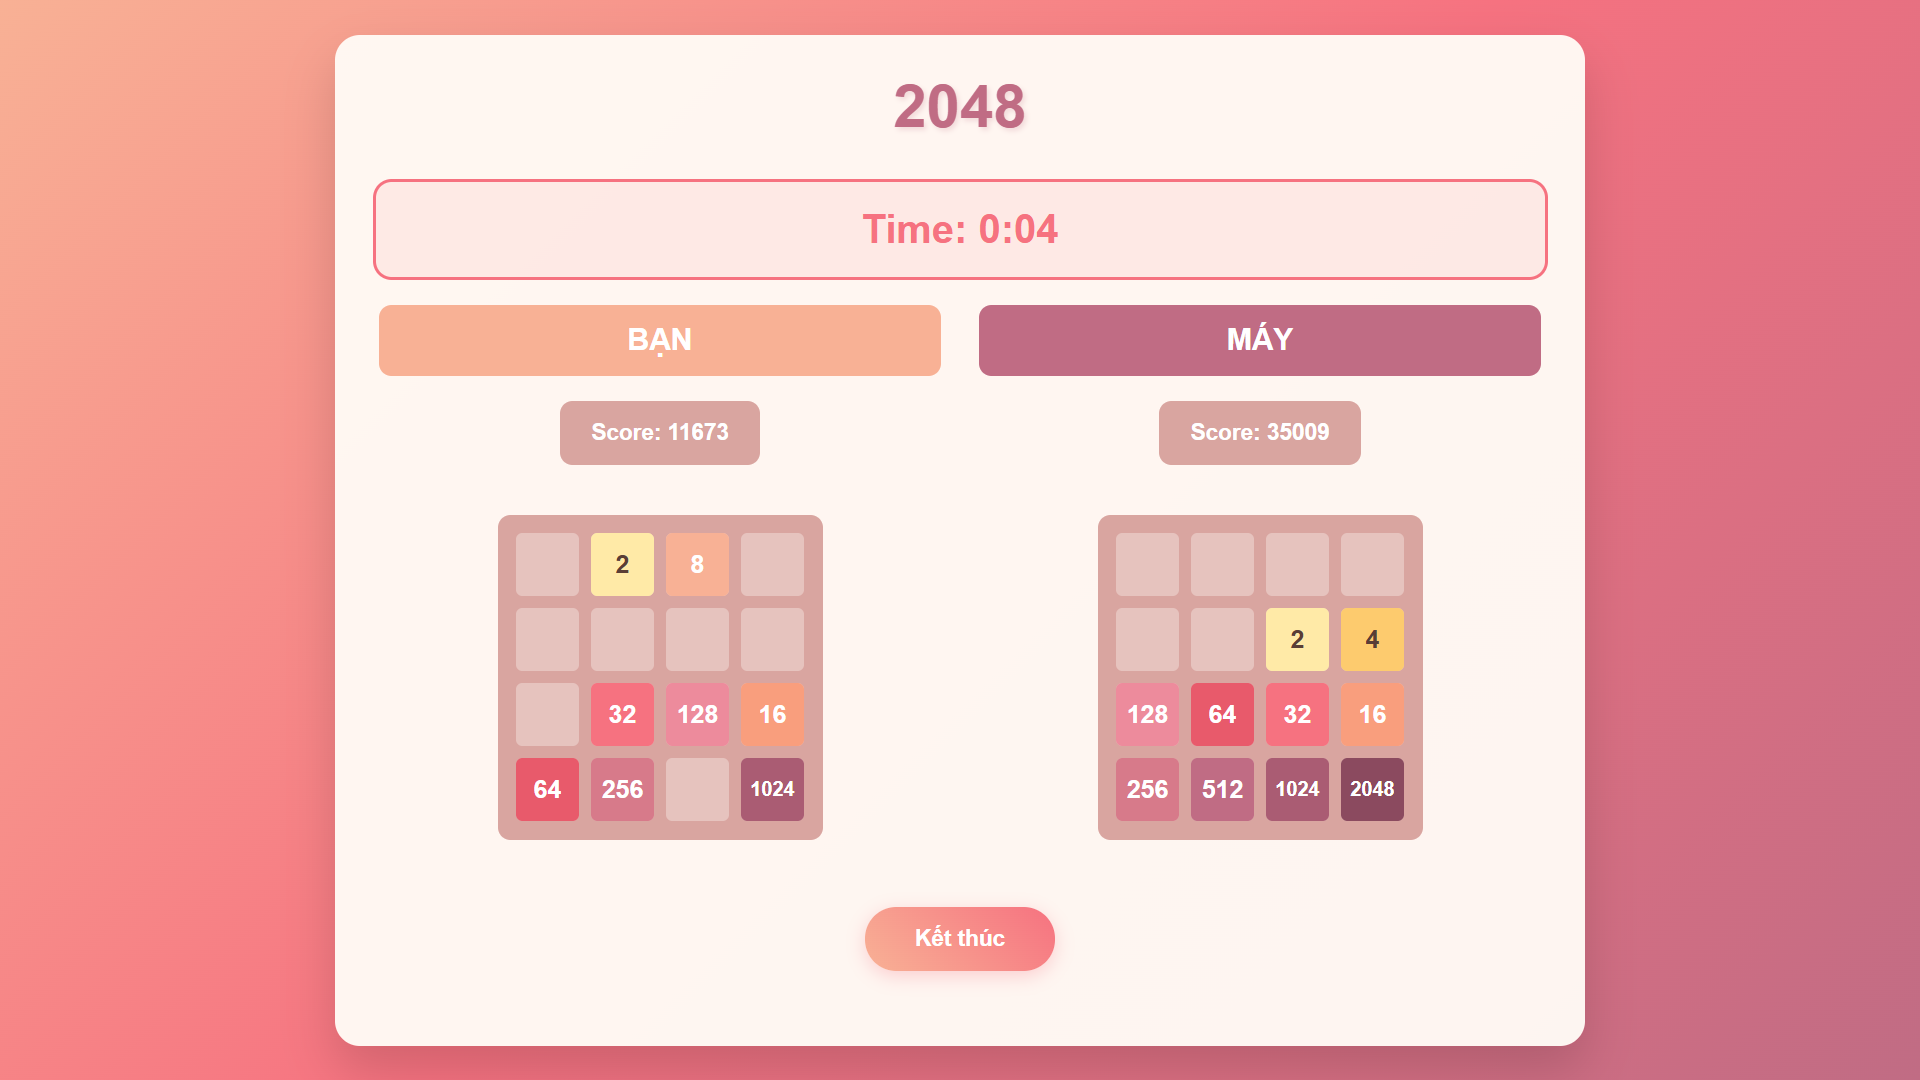 2048
Time: 0:04
BẠN
MÁY
Score: 11673
Score: 35009
2 8
32 128 16
64 256 1024
2 4
128 64 32 16
256 512 1024 2048
Kết thúc